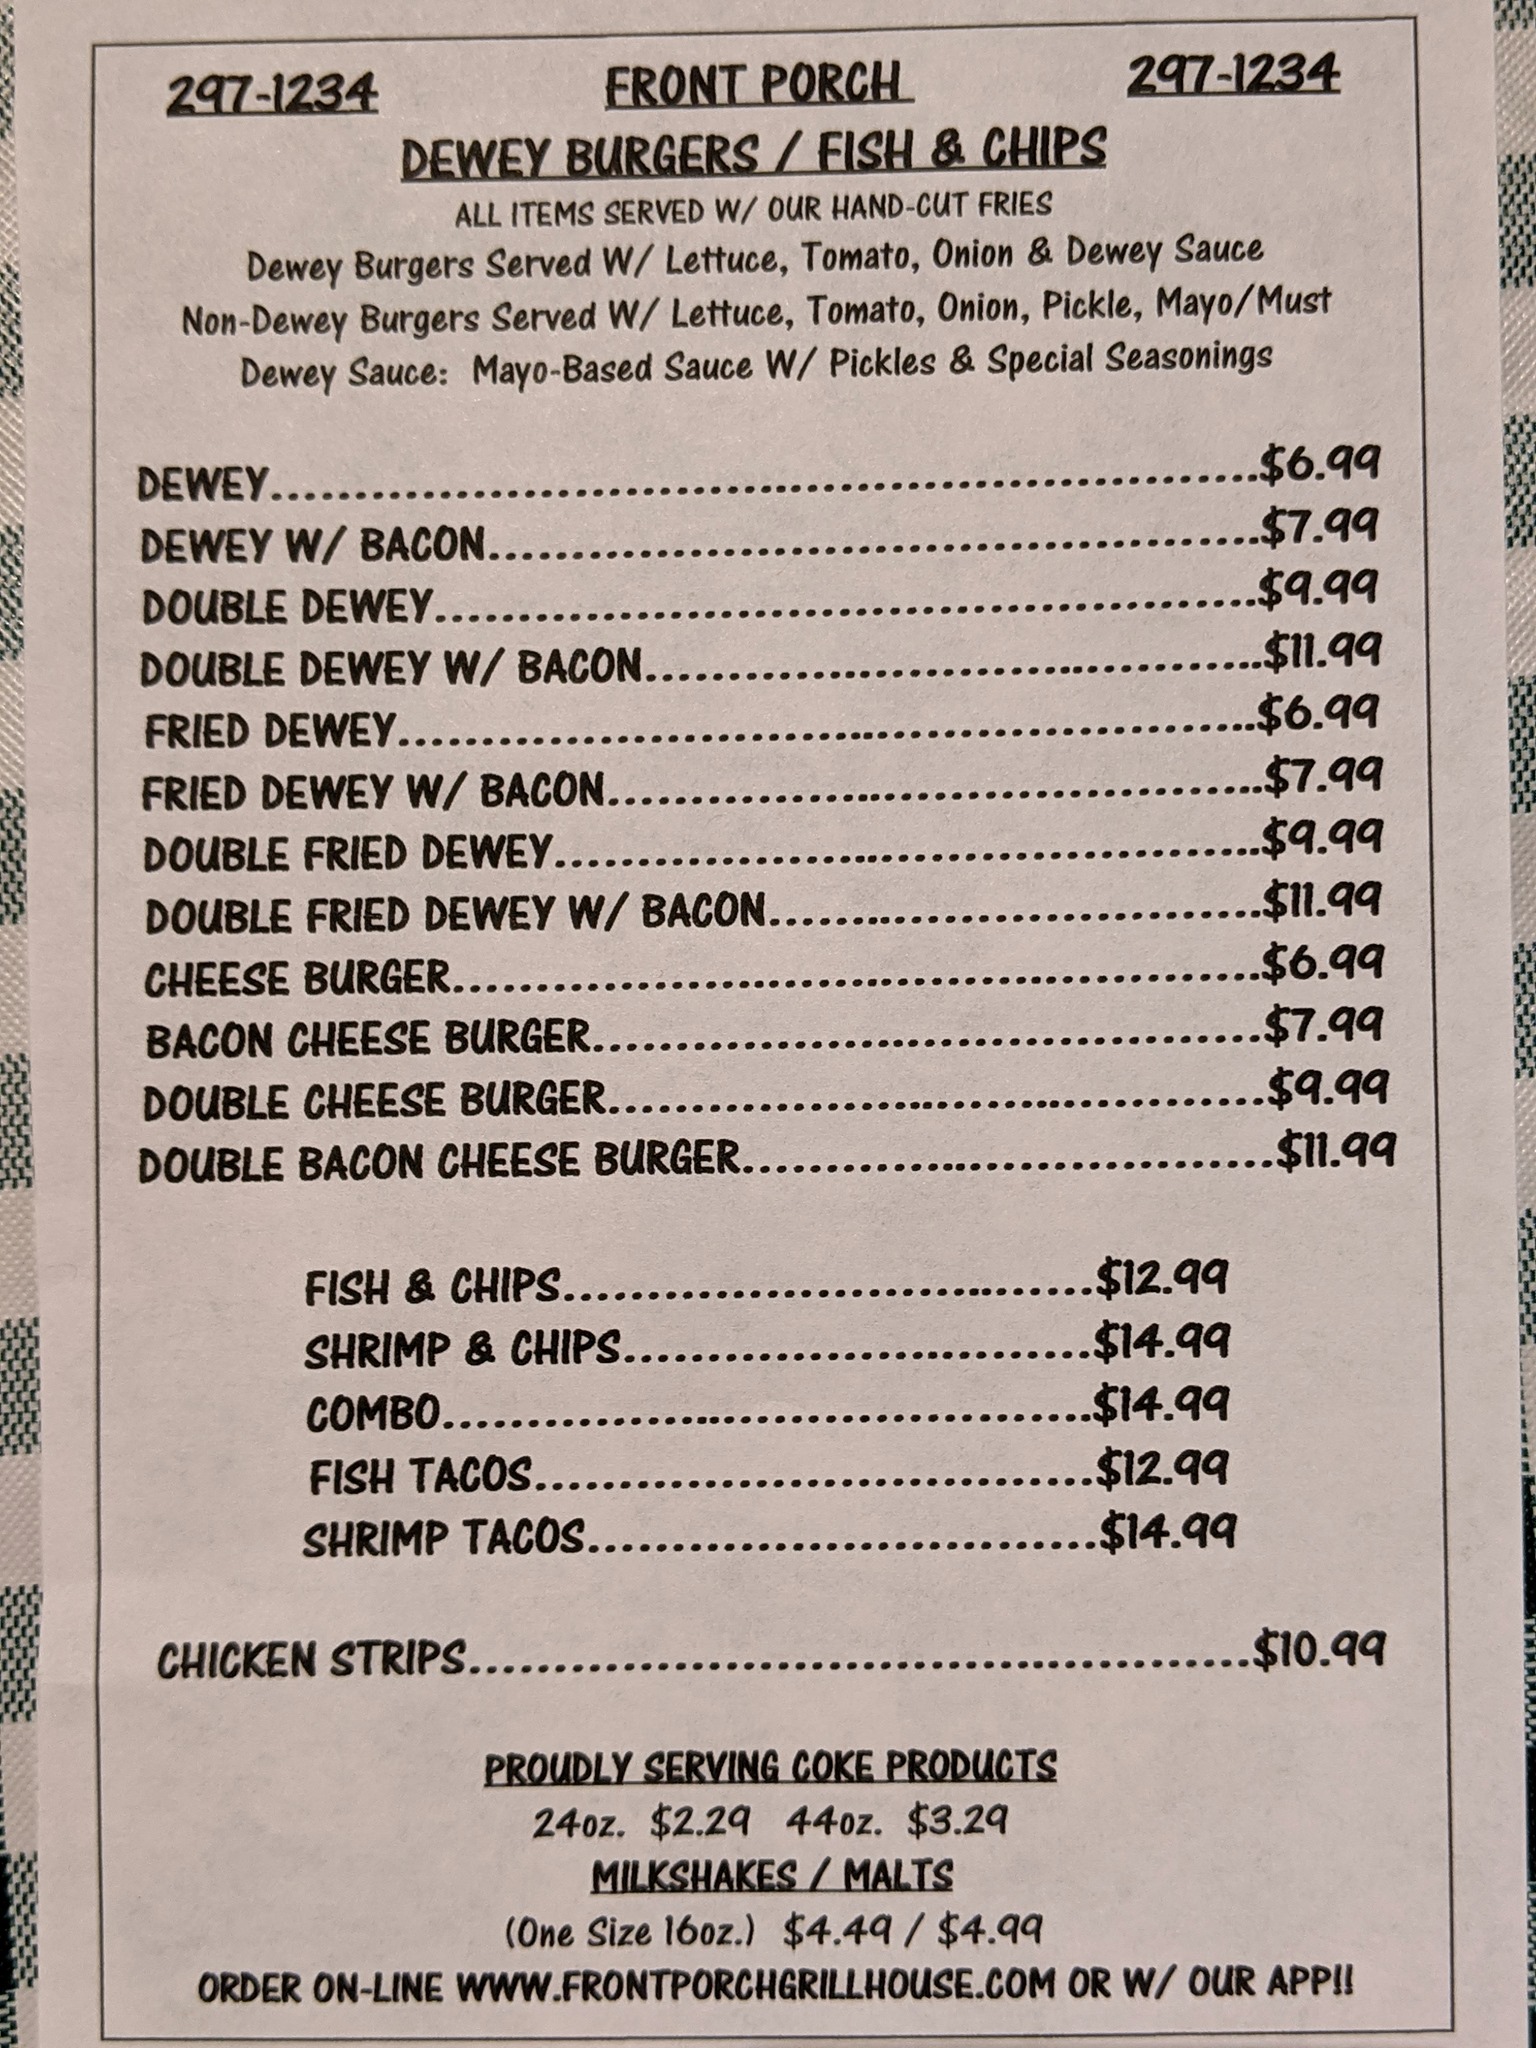 297-1234 FRONT PORCH 297-1234
DEWEY BURGERS / FISH & CHIPS
ALL ITEMS SERVED W/ OUR HAND-CUT FRIES
Dewey Burgers Served W/ Lettuce, Tomato, Onion & Dewey Sauce
Non-Dewey Burgers Served W/ Lettuce, Tomato, Onion, Pickle, Mayo/Must
Dewey Sauce: Mayo-Based Sauce W/ Pickles & Special Seasonings
DEWEY..........$6.99
DEWEY W/ BACON..........$7.99
DOUBLE DEWEY..........$9.99
DOUBLE DEWEY W/ BACON..........$11.99
FRIED DEWEY..........$6.99
FRIED DEWEY W/ BACON..........$7.99
DOUBLE FRIED DEWEY..........$9.99
DOUBLE FRIED DEWEY W/ BACON..........$11.99
CHEESE BURGER..........$6.99
BACON CHEESE BURGER..........$7.99
DOUBLE CHEESE BURGER..........$9.99
DOUBLE BACON CHEESE BURGER..........$11.99
FISH & CHIPS..........$12.99
SHRIMP & CHIPS..........$14.99
COMBO..........$14.99
FISH TACOS..........$12.99
SHRIMP TACOS..........$14.99
CHICKEN STRIPS..........$10.99
PROUDLY SERVING COKE PRODUCTS
24oz. $2.29 44oz. $3.29
MILKSHAKES / MALTS
(One Size 16oz.) $4.49 / $4.99
ORDER ON-LINE WWW.FRONTPORCHGRILLHOUSE.COM OR W/ OUR APP!!